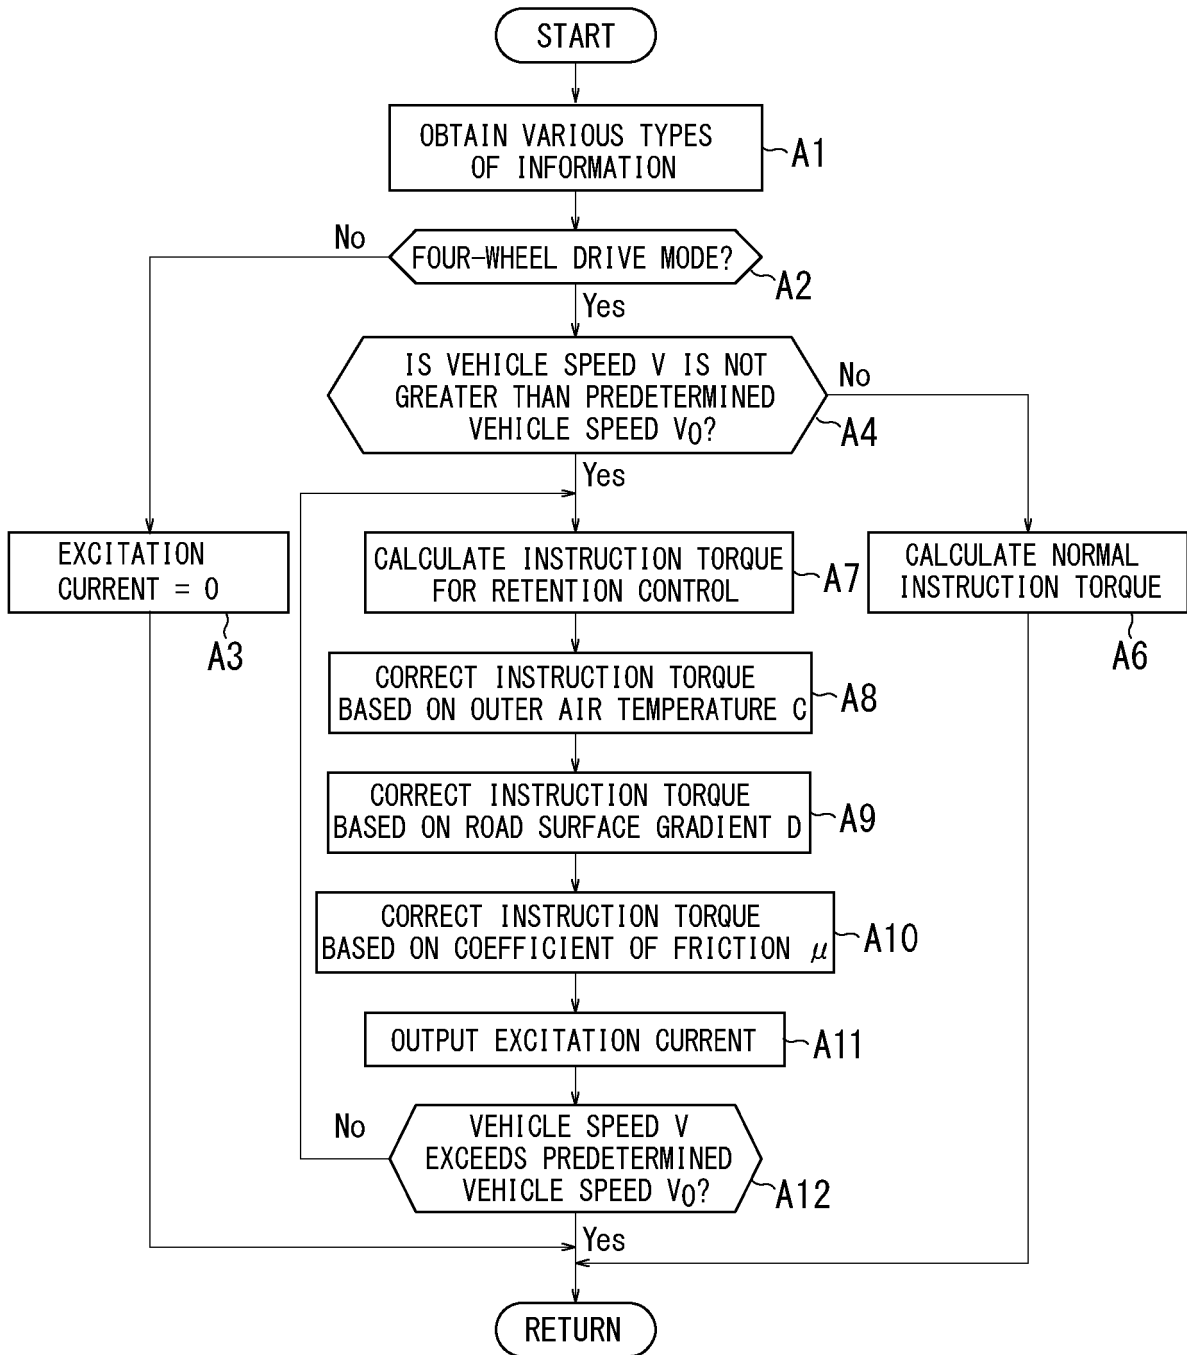 START
OBTAIN VARIOUS TYPES
OF INFORMATION
A1
No
FOUR-WHEEL DRIVE MODE?
A2
Yes
IS VEHICLE SPEED V IS NOT
GREATER THAN PREDETERMINED
VEHICLE SPEED V0?
No
A4
Yes
EXCITATION
CURRENT = 0
A3
CALCULATE INSTRUCTION TORQUE
FOR RETENTION CONTROL
A7
CALCULATE NORMAL
INSTRUCTION TORQUE
A6
CORRECT INSTRUCTION TORQUE
BASED ON OUTER AIR TEMPERATURE C
A8
CORRECT INSTRUCTION TORQUE
BASED ON ROAD SURFACE GRADIENT D
A9
CORRECT INSTRUCTION TORQUE
BASED ON COEFFICIENT OF FRICTION μ
A10
OUTPUT EXCITATION CURRENT
A11
No
VEHICLE SPEED V
EXCEEDS PREDETERMINED
VEHICLE SPEED V0?
A12
Yes
RETURN